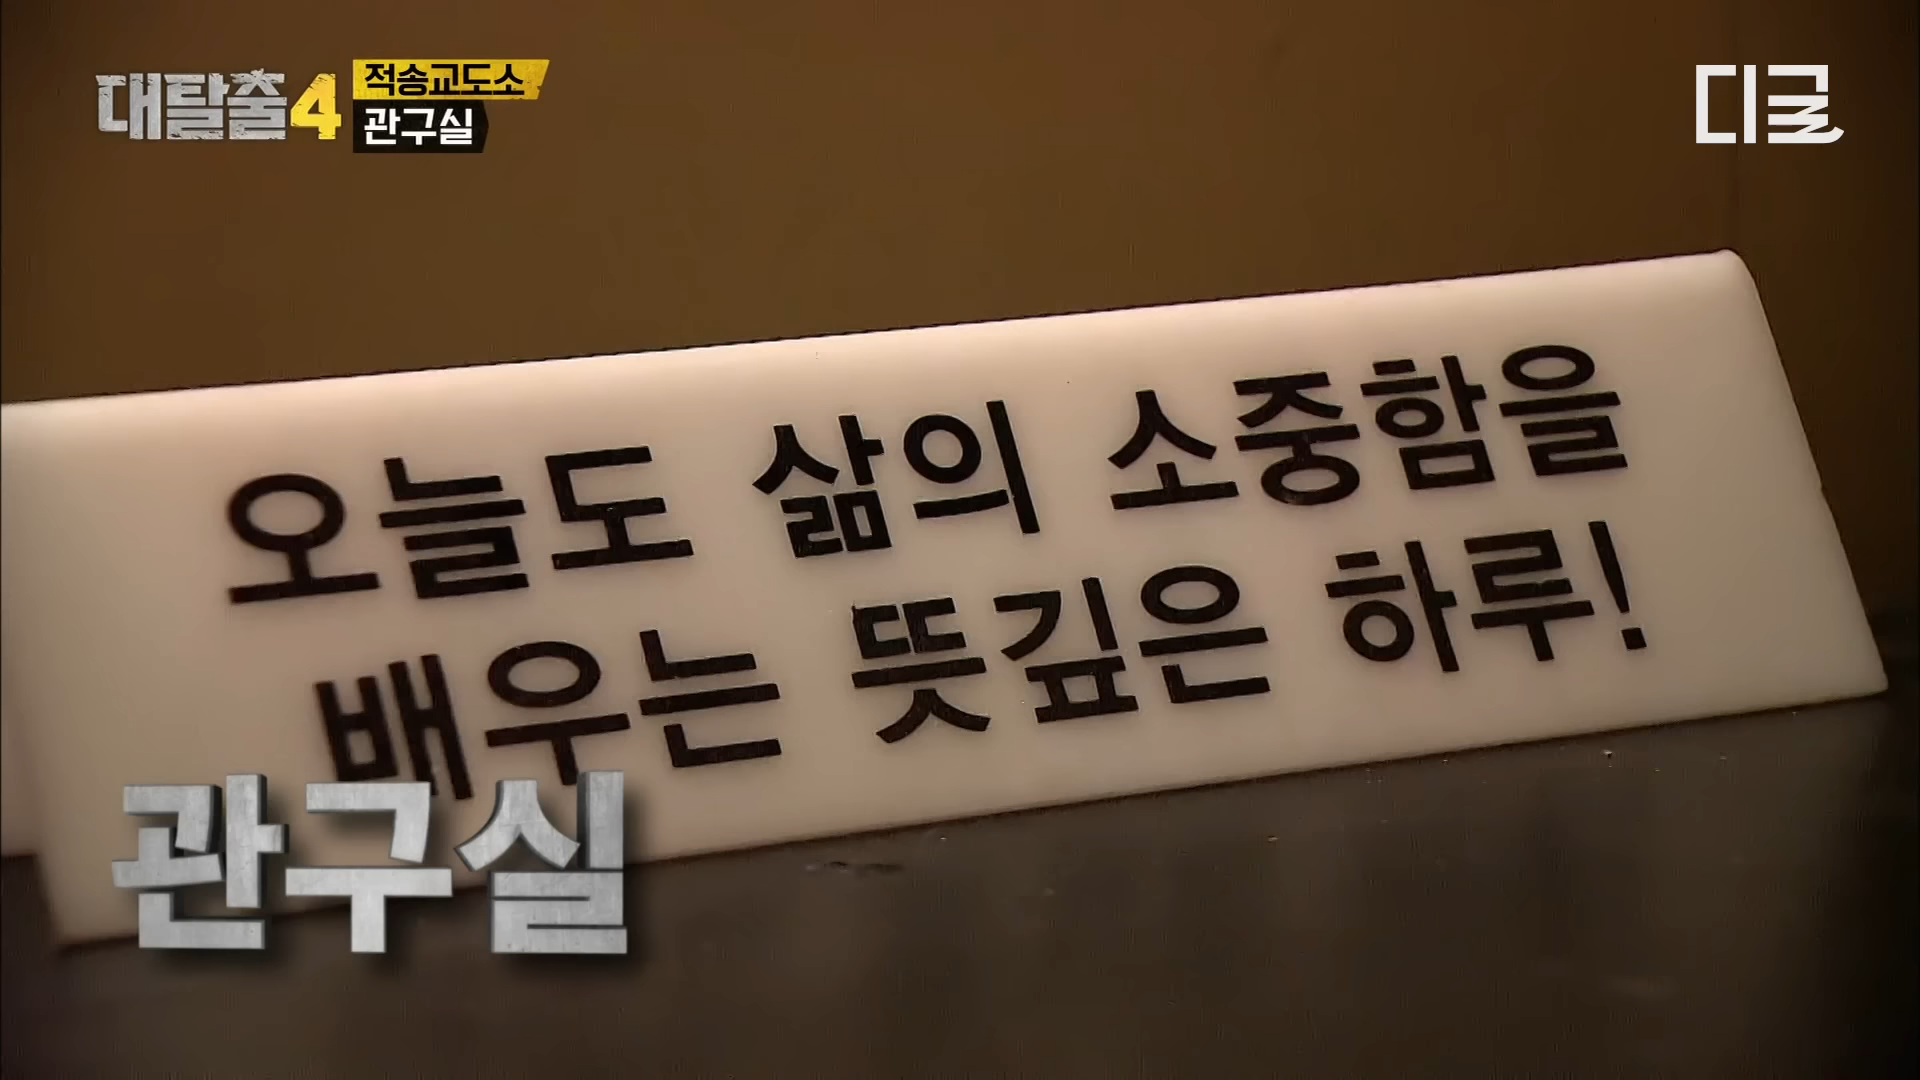 대탈출4
적송교도소
관구실
디글
오늘도 삶의 소중함을
배우는 뜻깊은 하루!
관구실